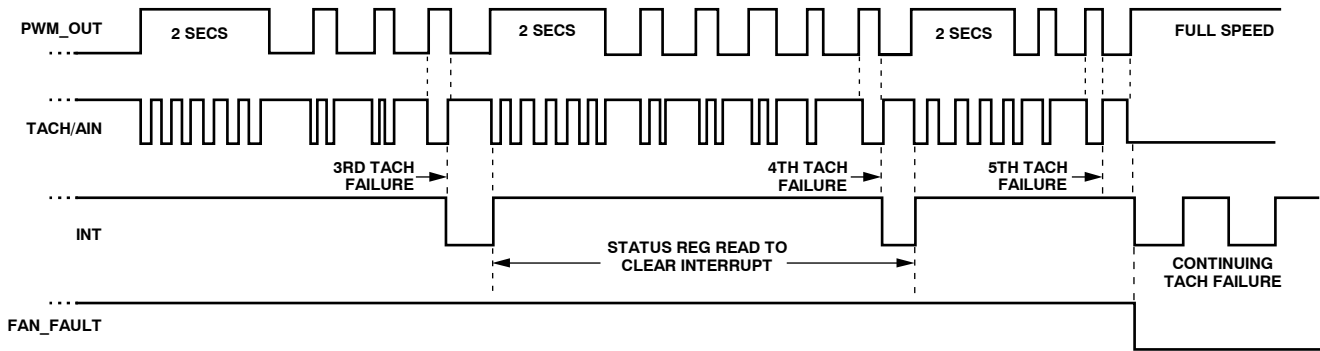 PWM_OUT
2 SECS
2 SECS
2 SECS
FULL SPEED
TACH/AIN
3RD TACH
FAILURE
4TH TACH
FAILURE
5TH TACH
FAILURE
INT
STATUS REG READ TO
CLEAR INTERRUPT
CONTINUING
TACH FAILURE
FAN_FAULT